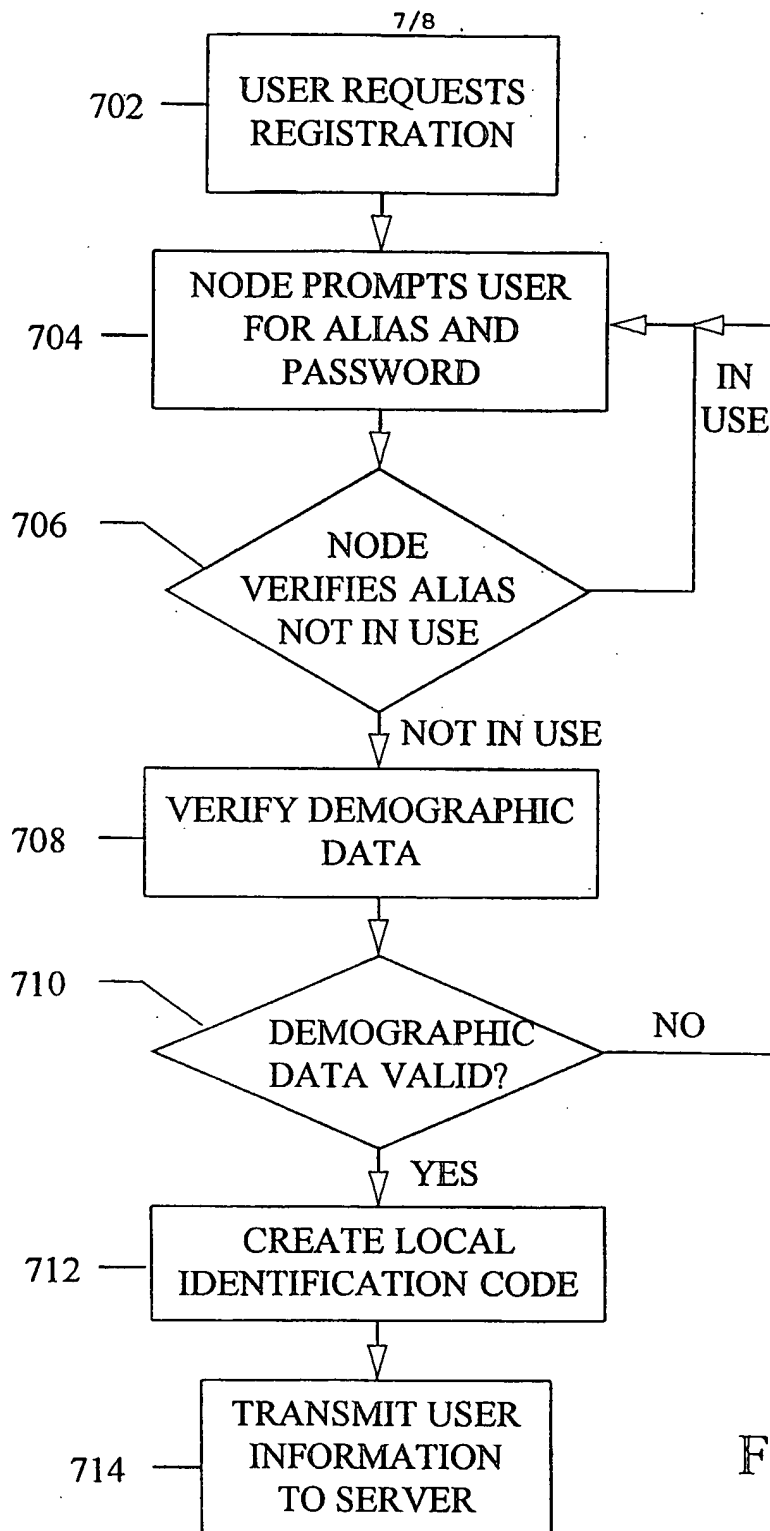 7/8
702
USER REQUESTS
REGISTRATION
704
NODE PROMPTS USER
FOR ALIAS AND
PASSWORD
IN
USE
706
NODE
VERIFIES ALIAS
NOT IN USE
NOT IN USE
708
VERIFY DEMOGRAPHIC
DATA
710
DEMOGRAPHIC
DATA VALID?
NO
YES
712
CREATE LOCAL
IDENTIFICATION CODE
714
TRANSMIT USER
INFORMATION
TO SERVER
F